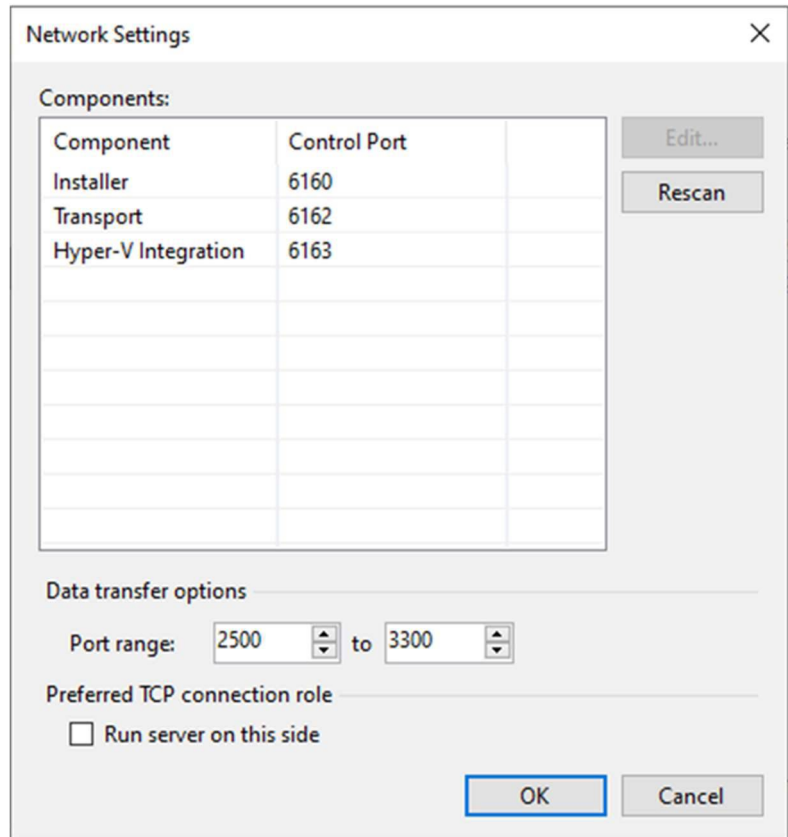 Network Settings
Components:
Component Control Port
Edit...
Installer 6160
Rescan
Transport 6162
Hyper-V Integration 6163
Data transfer options
Port range: 2500 to 3300
Preferred TCP connection role
Run server on this side
OK Cancel